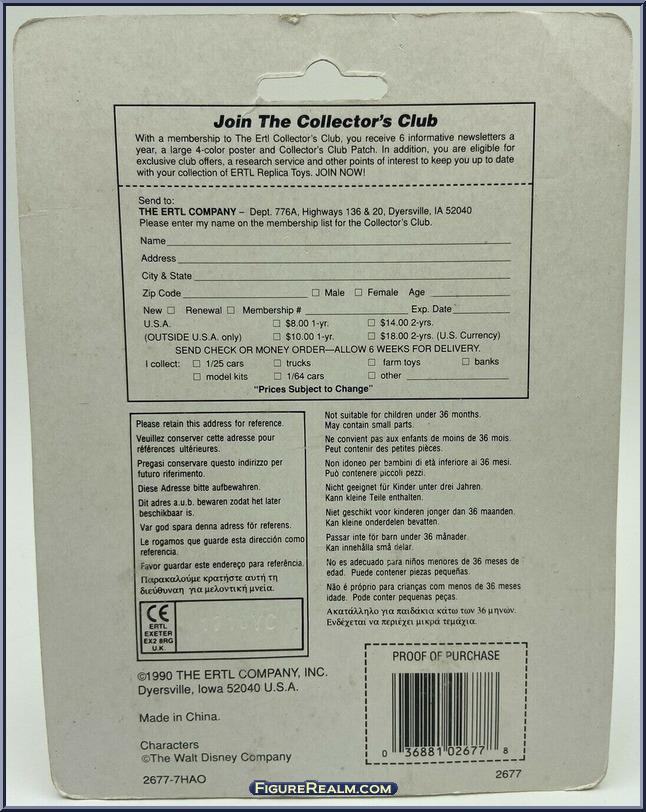 Join The Collector's Club
With a membership to The Ertl Collector's Club, you receive 6 informative newsletters a
year, a large 4-color poster and Collector's Club Patch. In addition, you are eligible for
exclusive club offers, a research service and other points of interest to keep you up to date
with your collection of ERTL Replica Toys. JOIN NOW!
Send to:
THE ERTL COMPANY – Dept. 776A, Highways 136 & 20, Dyersville, IA 52040
Please enter my name on the membership list for the Collector's Club.
Name
Address
City & State
Zip Code ☐ Male ☐ Female Age
New ☐ Renewal ☐ Membership # Exp. Date
U.S.A. ☐ $8.00 1-yr. ☐ $14.00 2-yrs.
(OUTSIDE U.S.A. only) ☐ $10.00 1-yr. ☐ $18.00 2-yrs. (U.S. Currency)
SEND CHECK OR MONEY ORDER—ALLOW 6 WEEKS FOR DELIVERY.
I collect: ☐ 1/25 cars ☐ trucks ☐ farm toys ☐ banks
☐ model kits ☐ 1/64 cars ☐ other
"Prices Subject to Change"
Please retain this address for reference.
Veuillez conserver cette adresse pour
références ultérieures.
Pregasi conservare questo indirizzo per
futuro riferimento.
Diese Adresse bitte aufbewahren.
Dit adres a.u.b. bewaren zodat het later
beschikbaar is.
Var god spara denna adress för referens.
Le rogamos que guarde esta dirección como
referencia.
Favor guardar este endereço para referência.
Παρακαλούμε κρατήστε αυτή τη
διεύθυνση για μελοντική μνεία.
CE
ERTL
EXETER
EX2 8RG
U.K.
Not suitable for children under 36 months.
May contain small parts.
Ne convient pas aux enfants de moins de 36 mois.
Peut contenir des petites pièces.
Non idoneo per bambini di età inferiore ai 36 mesi.
Può contenere piccoli pezzi.
Nicht geeignet für Kinder unter drei Jahren.
Kann kleine Teile enthalten.
Niet geschikt voor kinderen jonger dan 36 maanden.
Kan kleine onderdelen bevatten.
Passar inte för barn under 36 månader.
Kan innehålla små delar.
No es adecuado para niños menores de 36 meses de
edad. Puede contener piezas pequeñas.
Não é próprio para crianças com menos de 36 meses
idade. Pode conter pequenas peças.
Ακατάλληλο για παιδάκια κάτω των 36 μηνων.
Ενδέχεται να περιέχει μικρά τεμάχια.
©1990 THE ERTL COMPANY, INC.
Dyersville, Iowa 52040 U.S.A.
Made in China.
Characters
©The Walt Disney Company
2677-7HAO
PROOF OF PURCHASE
0 36881 02677 8
2677
FIGUREREALM.COM